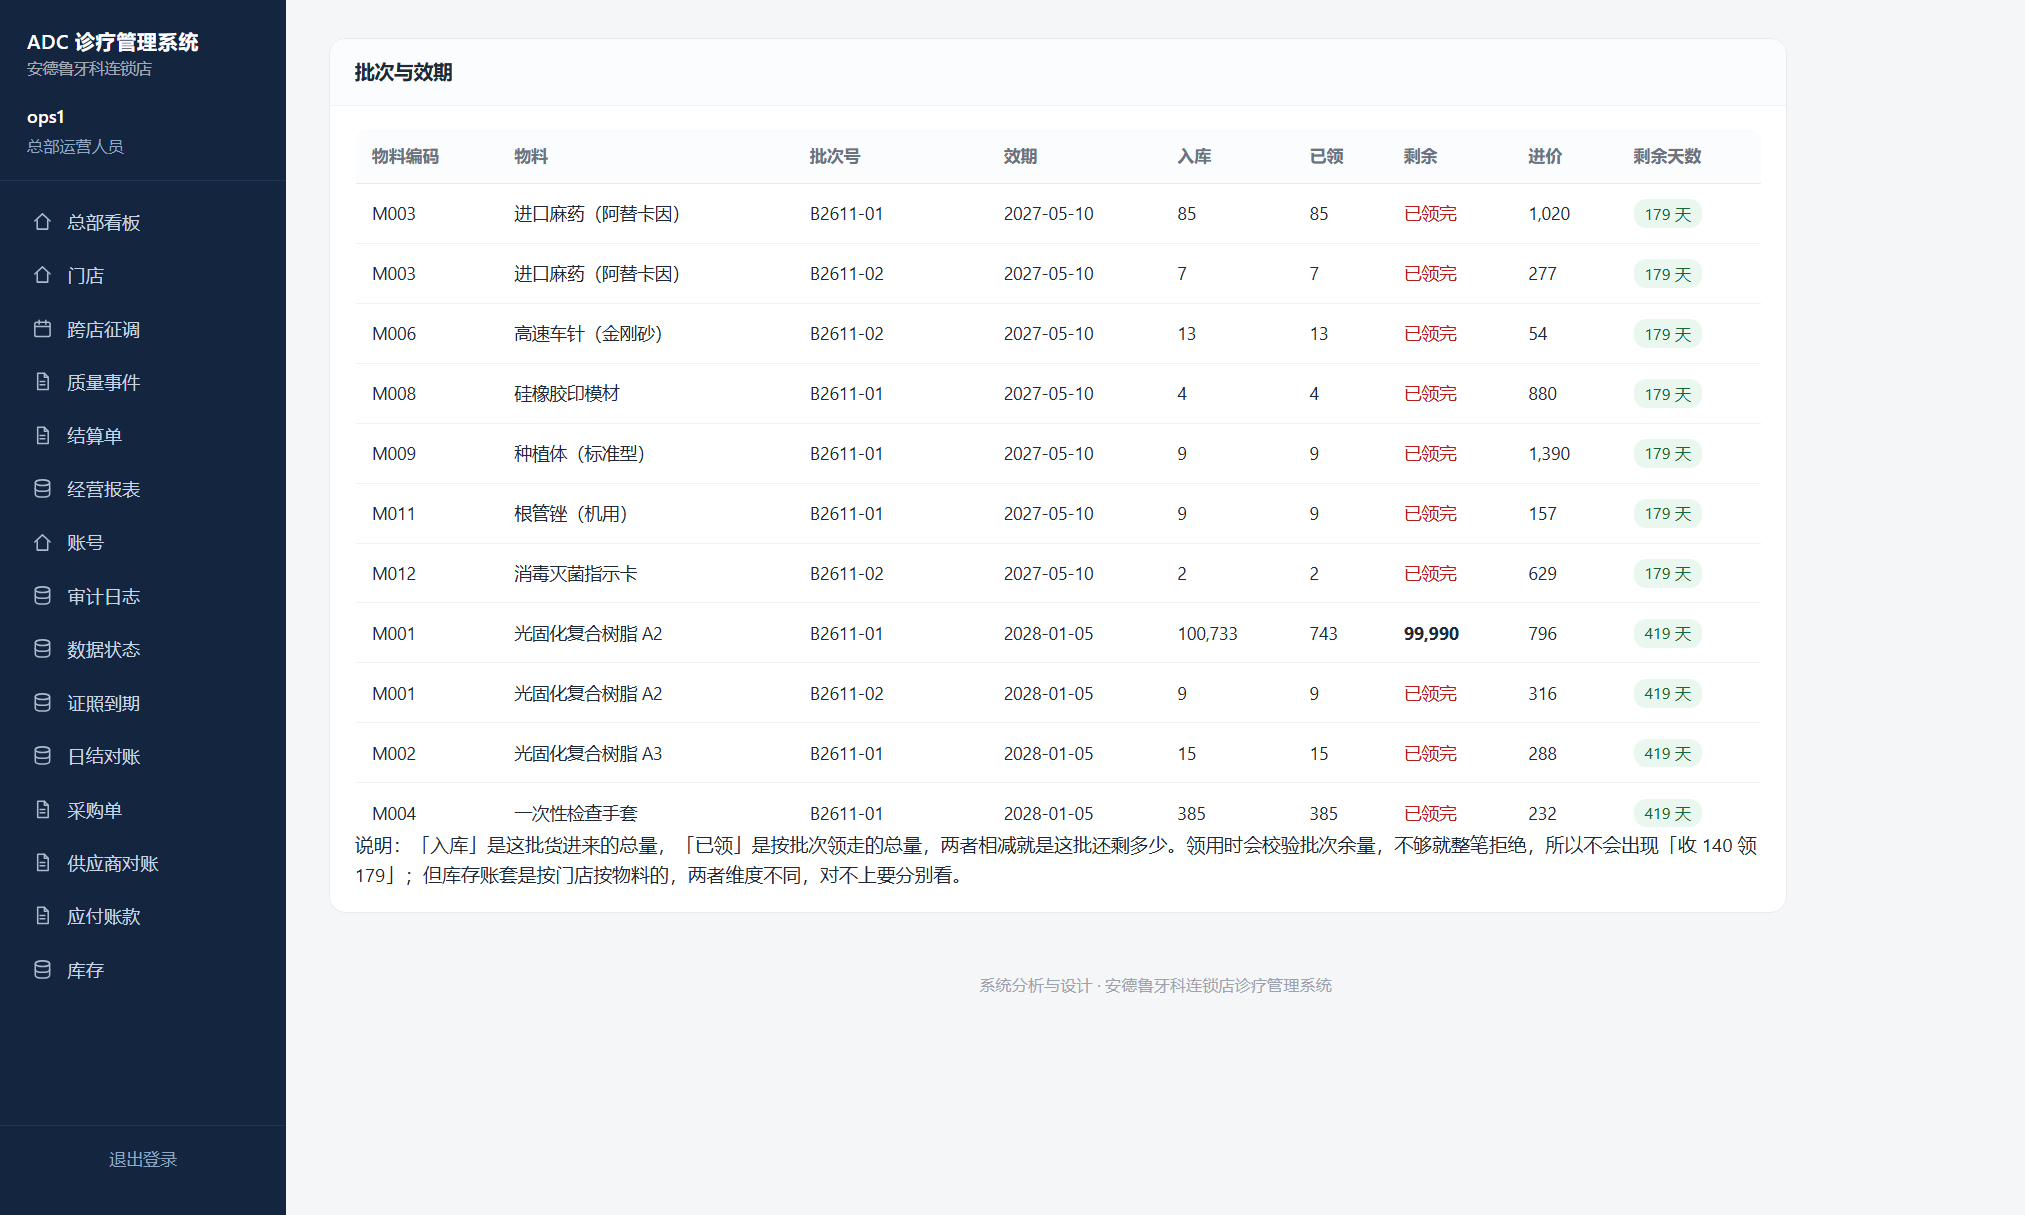 ADC 诊疗管理系统
安德鲁牙科连锁店
ops1
总部运营人员
总部看板
门店
跨店征调
质量事件
结算单
经营报表
账号
审计日志
数据状态
证照到期
日结对账
采购单
供应商对账
应付账款
库存
退出登录
批次与效期
物料编码 物料 批次号 效期 入库 已领 剩余 进价 剩余天数
M003 进口麻药（阿替卡因） B2611-01 2027-05-10 85 85 已领完 1,020 179 天
M003 进口麻药（阿替卡因） B2611-02 2027-05-10 7 7 已领完 277 179 天
M006 高速车针（金刚砂） B2611-02 2027-05-10 13 13 已领完 54 179 天
M008 硅橡胶印模材 B2611-01 2027-05-10 4 4 已领完 880 179 天
M009 种植体（标准型） B2611-01 2027-05-10 9 9 已领完 1,390 179 天
M011 根管锉（机用） B2611-01 2027-05-10 9 9 已领完 157 179 天
M012 消毒灭菌指示卡 B2611-02 2027-05-10 2 2 已领完 629 179 天
M001 光固化复合树脂 A2 B2611-01 2028-01-05 100,733 743 99,990 796 419 天
M001 光固化复合树脂 A2 B2611-02 2028-01-05 9 9 已领完 316 419 天
M002 光固化复合树脂 A3 B2611-01 2028-01-05 15 15 已领完 288 419 天
M004 一次性检查手套 B2611-01 2028-01-05 385 385 已领完 232 419 天
说明：「入库」是这批货进来的总量，「已领」是按批次领走的总量，两者相减就是这批还剩多少。领用时会校验批次余量，不够就整笔拒绝，所以不会出现「收 140 领
179」；但库存账套是按门店按物料的，两者维度不同，对不上要分别看。
系统分析与设计 · 安德鲁牙科连锁店诊疗管理系统